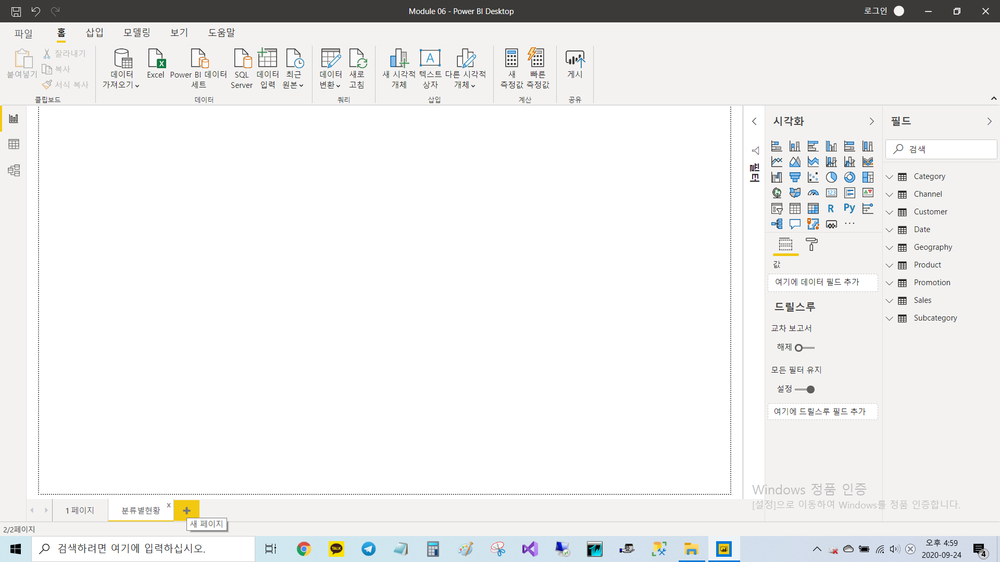 Module 06 - Power BI Desktop
로그인
파일
홈
삽입
모델링
보기
도움말
붙여넣기
잘라내기
복사
서식 복사
클립보드
데이터
가져오기
Excel
Power BI 데이터
세트
SQL
Server
데이터
입력
최근
원본
데이터
데이터
변환
새로
고침
쿼리
새 시각적
개체
텍스트
상자
다른 시각적
개체
삽입
새
측정값
빠른
측정값
계산
게시
공유
필터
시각화
123
R
Py
값
여기에 데이터 필드 추가
드릴스루
교차 보고서
해제
모든 필터 유지
설정
여기에 드릴스루 필드 추가
필드
검색
Category
Channel
Customer
Date
Geography
Product
Promotion
Sales
Subcategory
Windows 정품 인증
[설정]으로 이동하여 Windows를 정품 인증합니다.
1 페이지
분류별현황
x
새 페이지
2/2페이지
검색하려면 여기에 입력하십시오.
TALK
오후 4:59
2020-09-24
4